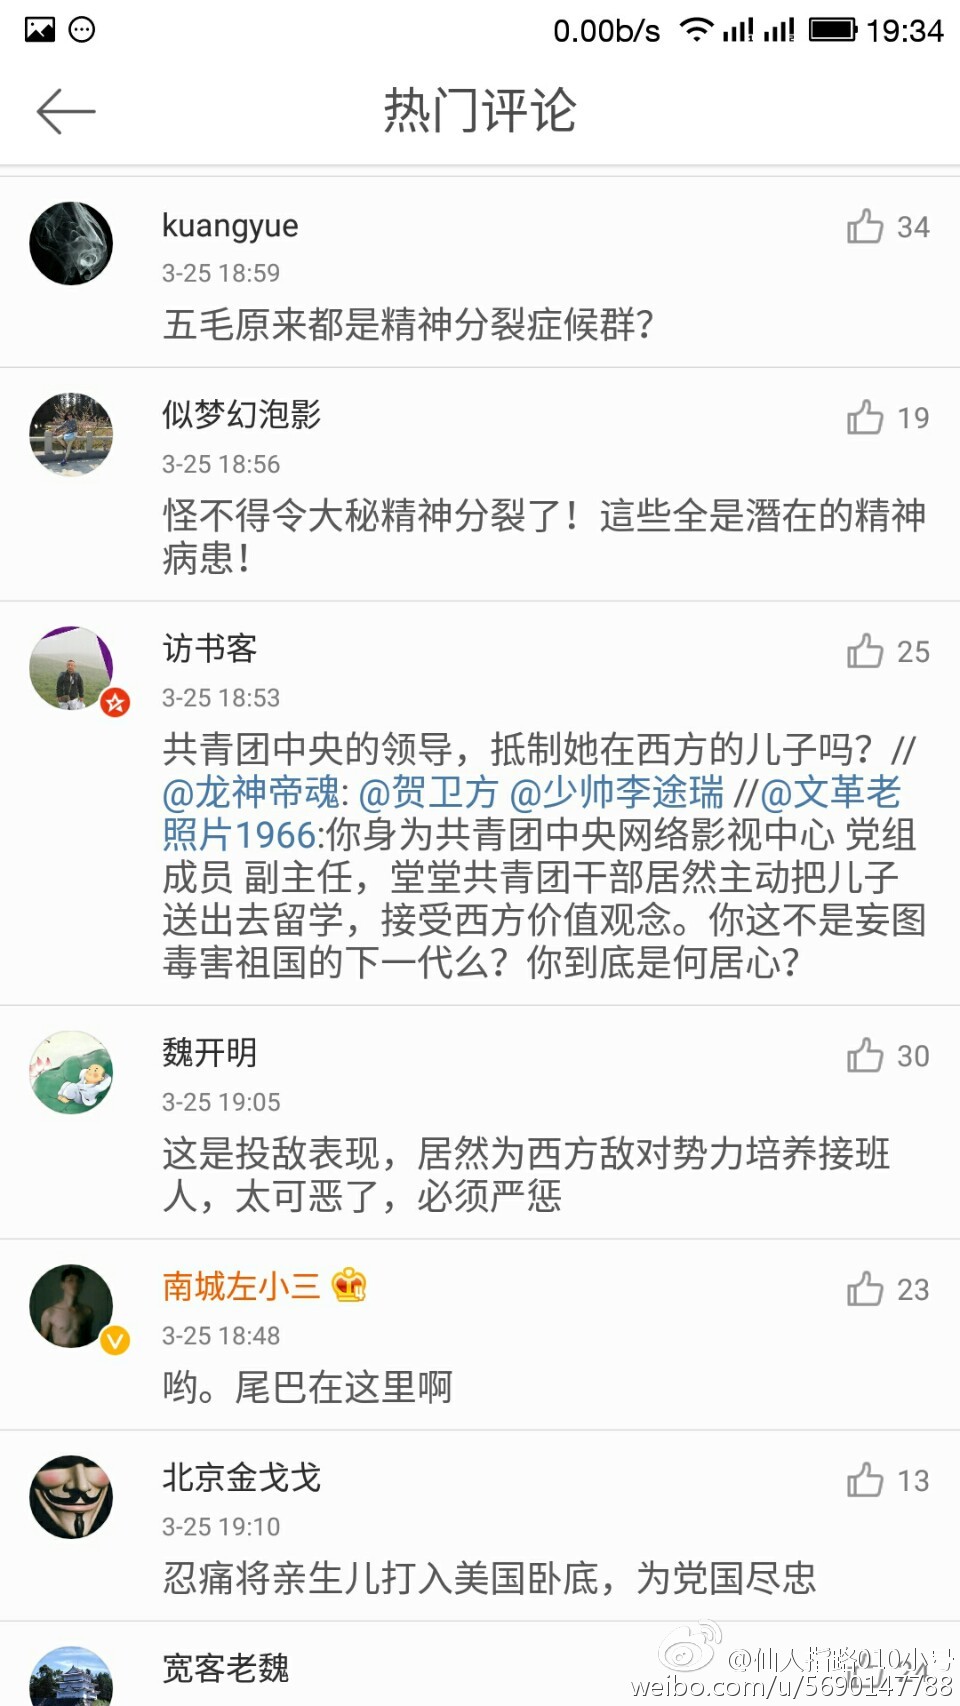 0.00b/s 19:34
热门评论
kuangyue
34
3-25 18:59
五毛原来都是精神分裂症候群？
似梦幻泡影
19
3-25 18:56
怪不得令大秘精神分裂了！這些全是潛在的精神
病患！
访书客
25
3-25 18:53
共青团中央的领导，抵制她在西方的儿子吗？//
@龙神帝魂: @贺卫方 @少帅李途瑞 //@文革老
照片1966:你身为共青团中央网络影视中心 党组
成员 副主任，堂堂共青团干部居然主动把儿子
送出去留学，接受西方价值观念。你这不是妄图
毒害祖国的下一代么？你到底是何居心？
魏开明
30
3-25 19:05
这是投敌表现，居然为西方敌对势力培养接班
人，太可恶了，必须严惩
南城左小三
23
3-25 18:48
哟。尾巴在这里啊
北京金戈戈
13
3-25 19:10
忍痛将亲生儿打入美国卧底，为党国尽忠
宽客老魏
24
@仙人指路010小号
weibo.com/u/5690147788